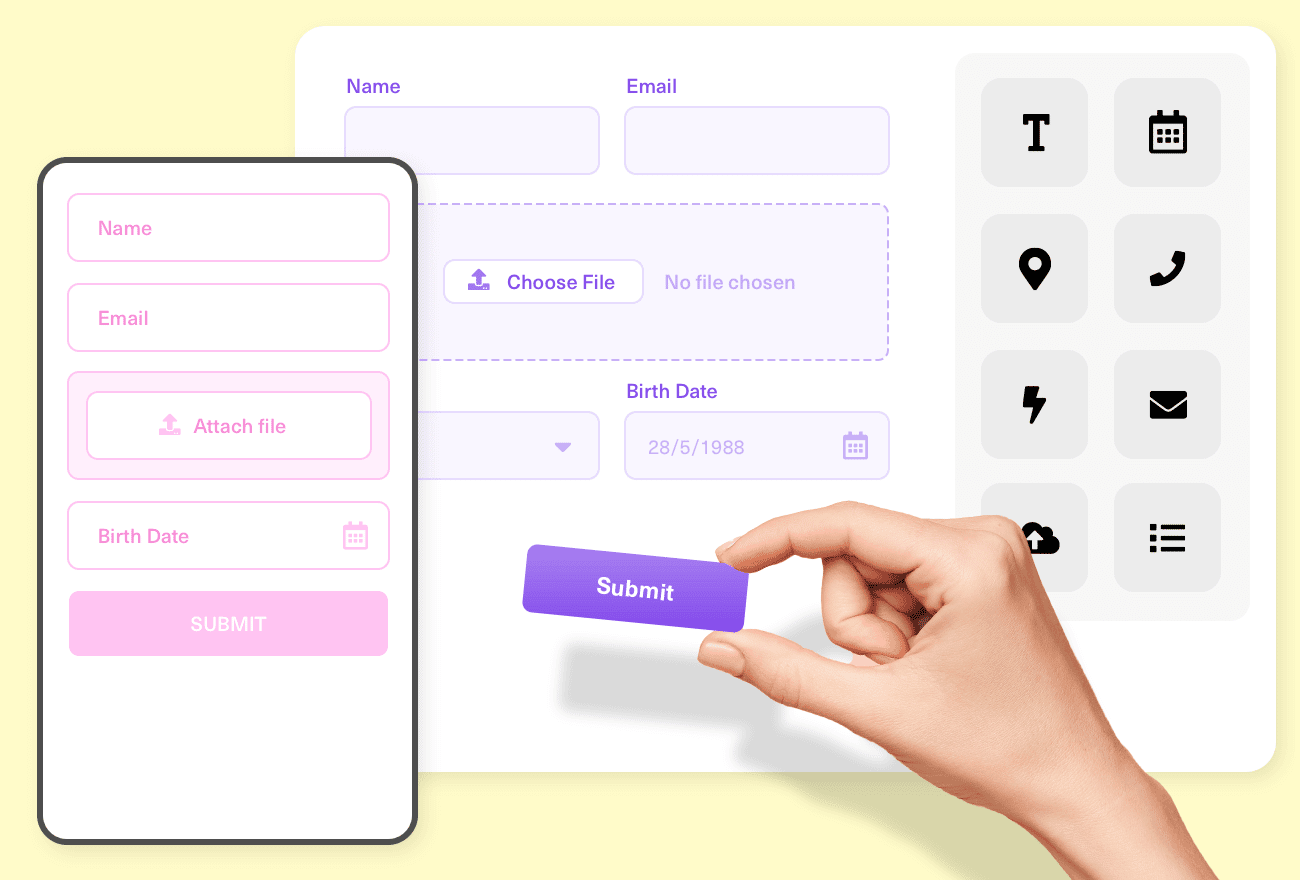 Name
Email
Choose File
No file chosen
Birth Date
28/5/1988
Submit
Name
Email
Attach file
Birth Date
SUBMIT